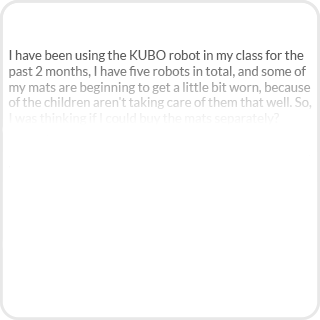 I have been using the KUBO robot in my class for the
past 2 months, I have five robots in total, and some of
my mats are beginning to get a little bit worn, because
of the children aren't taking care of them that well. So,
I was thinking if I could buy the mats separately?